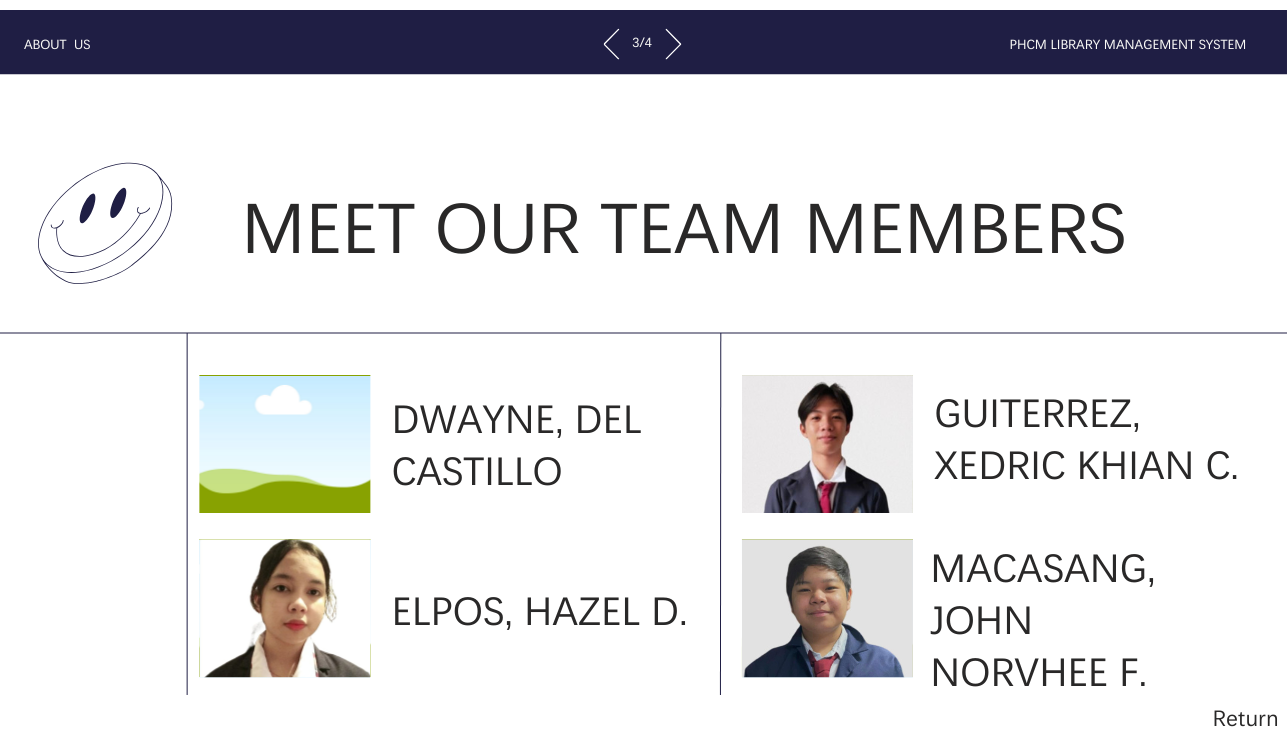 ABOUT US
3/4
PHCM LIBRARY MANAGEMENT SYSTEM
MEET OUR TEAM MEMBERS
DWAYNE, DEL
CASTILLO
ELPOS, HAZEL D.
GUITERREZ,
XEDRIC KHIAN C.
MACASANG,
JOHN
NORVHEE F.
Return